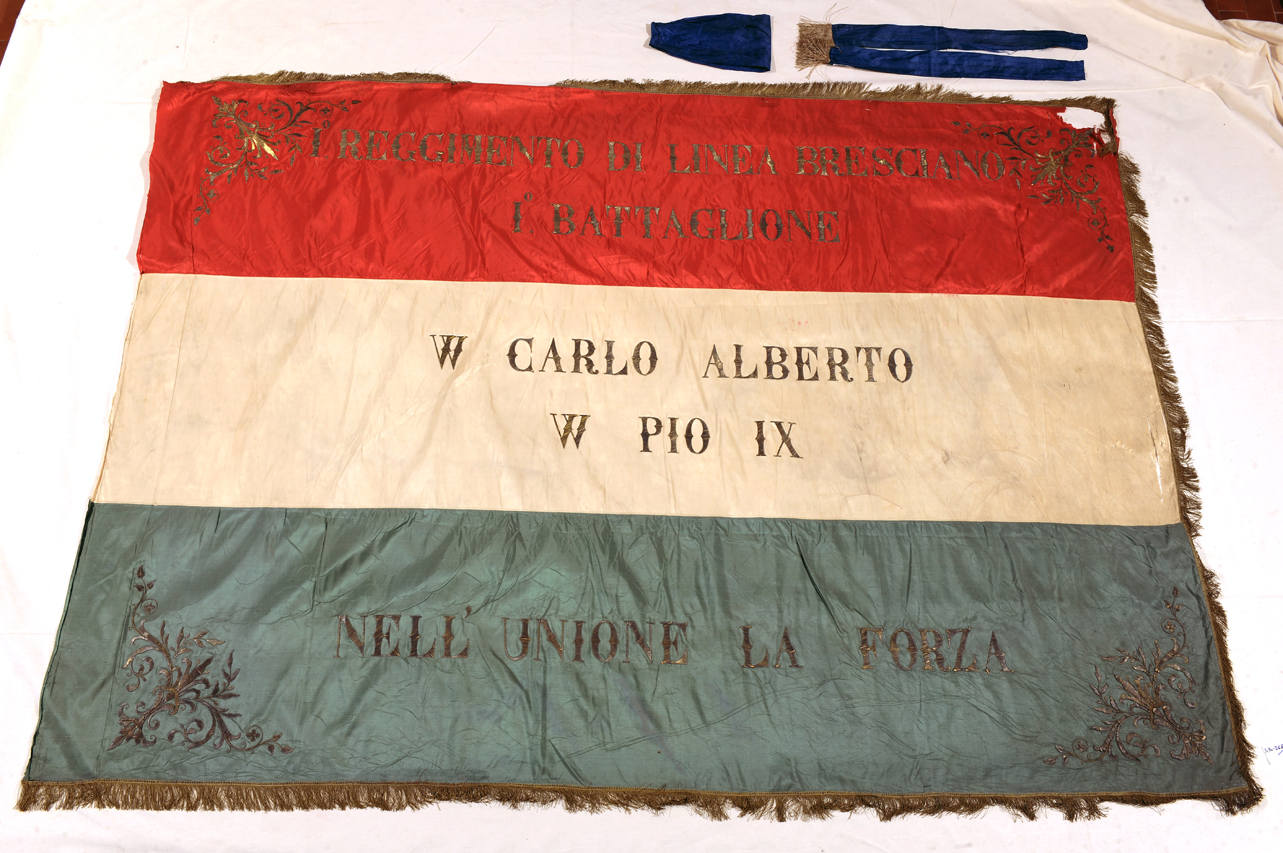 I° REGGIMENTO DI LINEA BRESCIANO
I° BATTAGLIONE
W CARLO ALBERTO
W PIO IX
NELL' UNIONE LA FORZA